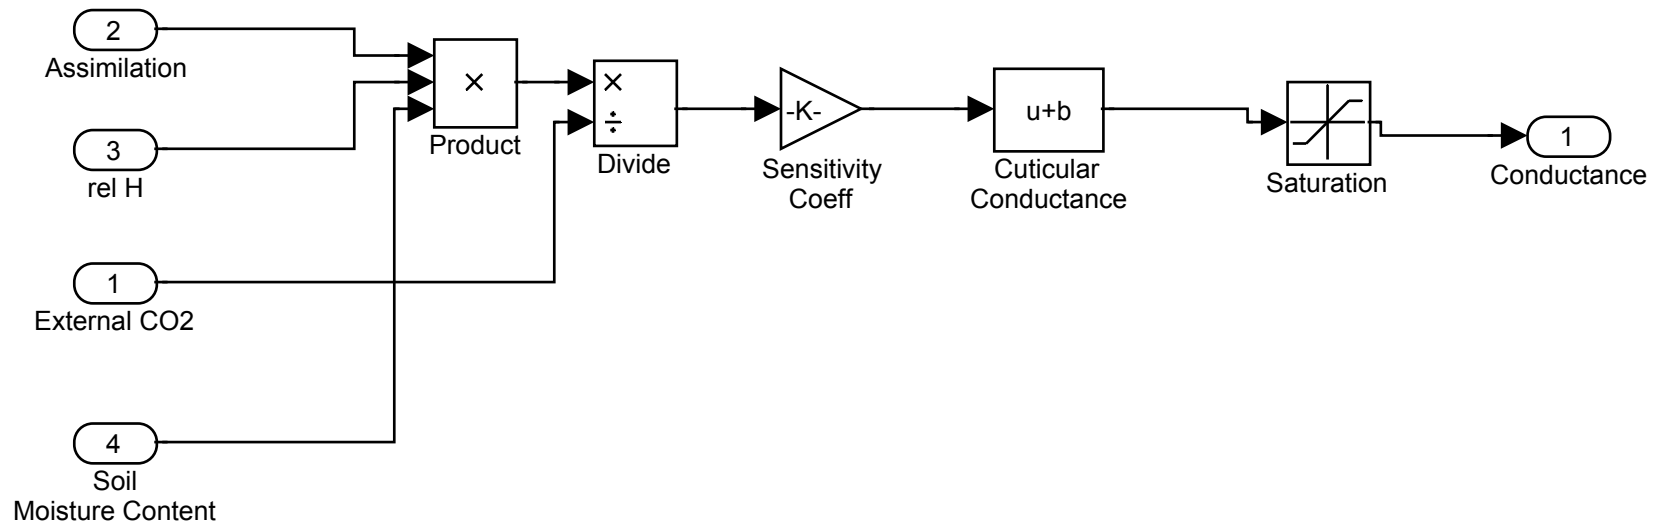 2
Assimilation
3
rel H
1
External CO2
4
Soil
Moisture Content
×
Product
×
÷
Divide
-K-
Sensitivity
Coeff
u+b
Cuticular
Conductance
Saturation
1
Conductance